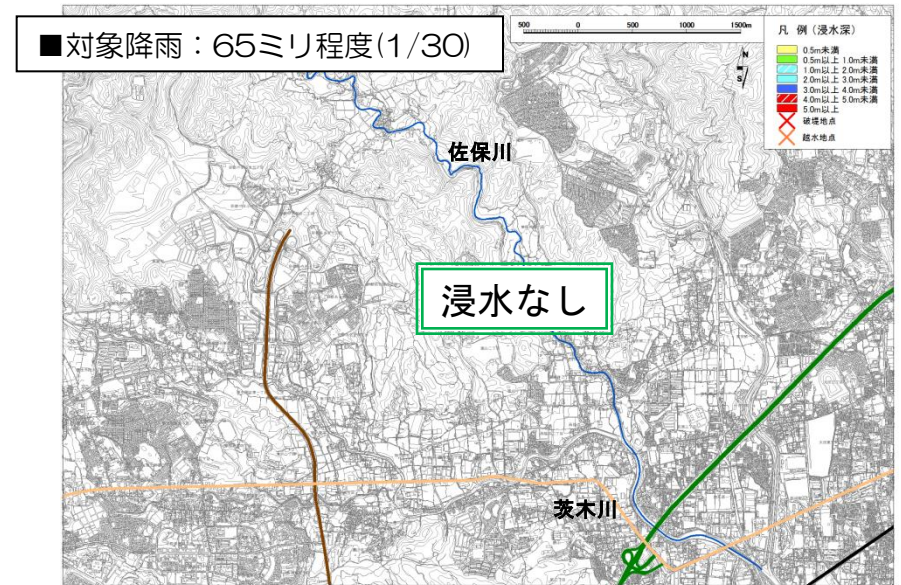 ■対象降雨：65ミリ程度(1/30)
500 0 500 1000 1500m
N
S
凡 例 (浸水深)
0.5m未満
0.5m以上 1.0m未満
1.0m以上 2.0m未満
2.0m以上 3.0m未満
3.0m以上 4.0m未満
4.0m以上 5.0m未満
5.0m以上
破堤地点
越水地点
佐保川
浸水なし
茨木川